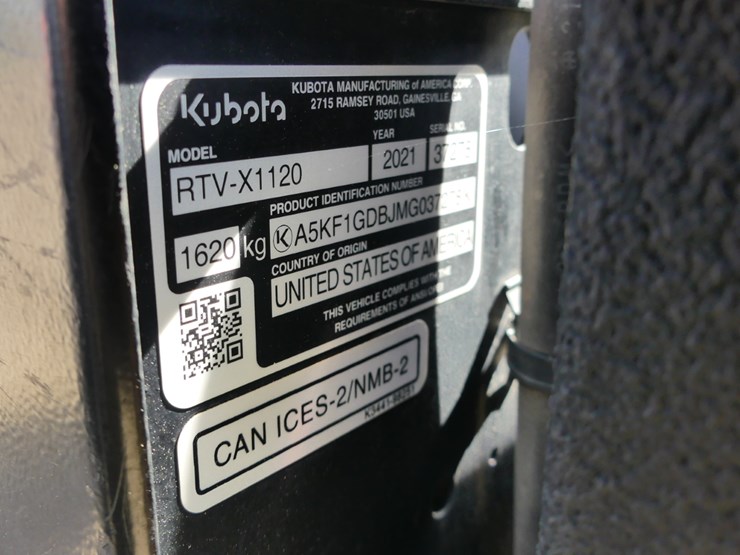 Kubota
KUBOTA MANUFACTURING of AMERICA CORP.
2715 RAMSEY ROAD, GAINESVILLE, GA
30501 USA
MODEL
YEAR
SERIAL NO.
RTV-X1120
2021
PRODUCT IDENTIFICATION NUMBER
1620 kg
COUNTRY OF ORIGIN
UNITED STATES OF AMERICA
THIS VEHICLE COMPLIES WITH THE
REQUIREMENTS OF
CAN ICES-2/NMB-2